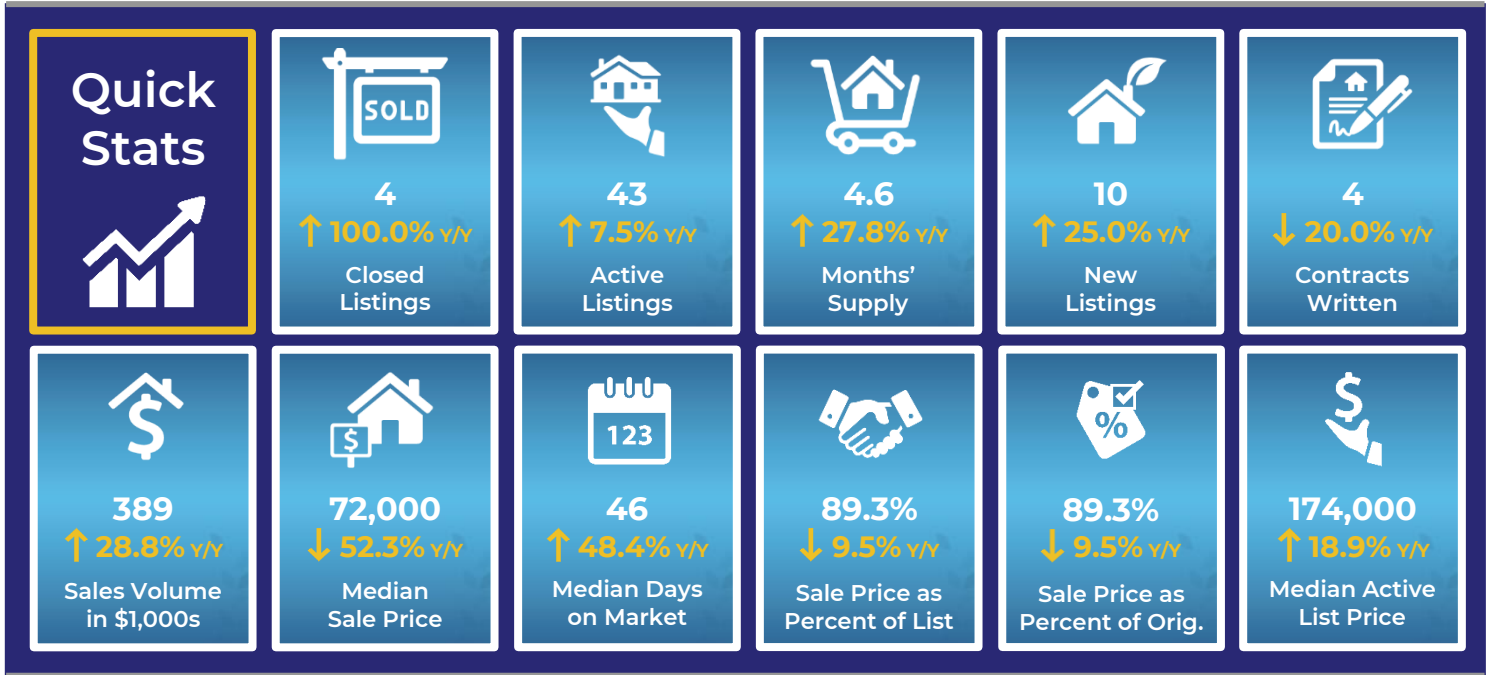 Quick
Stats
SOLD
4
↑ 100.0% Y/Y
Closed
Listings
43
↑ 7.5% Y/Y
Active
Listings
4.6
↑ 27.8% Y/Y
Months’
Supply
10
↑ 25.0% Y/Y
New
Listings
4
↓ 20.0% Y/Y
Contracts
Written
$
389
↑ 28.8% Y/Y
Sales Volume
in $1,000s
$
72,000
↓ 52.3% Y/Y
Median
Sale Price
123
46
↑ 48.4% Y/Y
Median Days
on Market
89.3%
↓ 9.5% Y/Y
Sale Price as
Percent of List
%
89.3%
↓ 9.5% Y/Y
Sale Price as
Percent of Orig.
$
174,000
↑ 18.9% Y/Y
Median Active
List Price